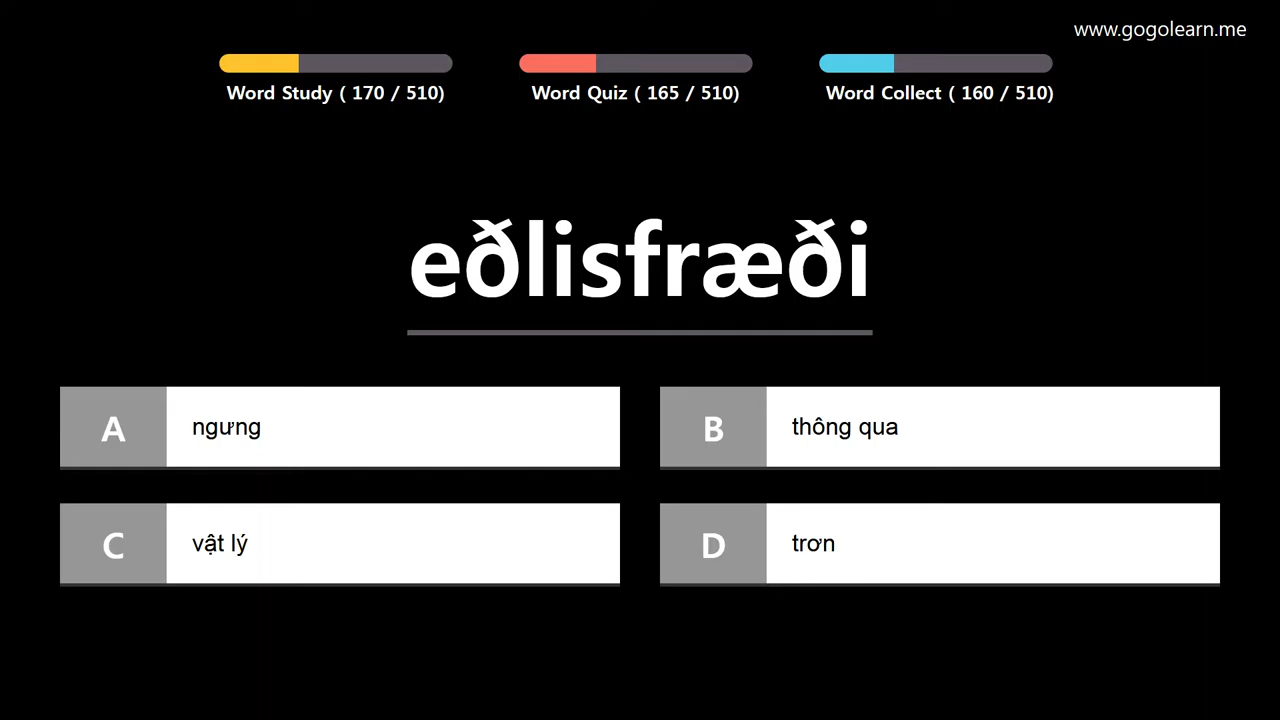 www.gogolearn.me
Word Study ( 170 / 510)
Word Quiz ( 165 / 510)
Word Collect ( 160 / 510)
eðlisfræði
A ngưng
B thông qua
C vật lý
D trơn